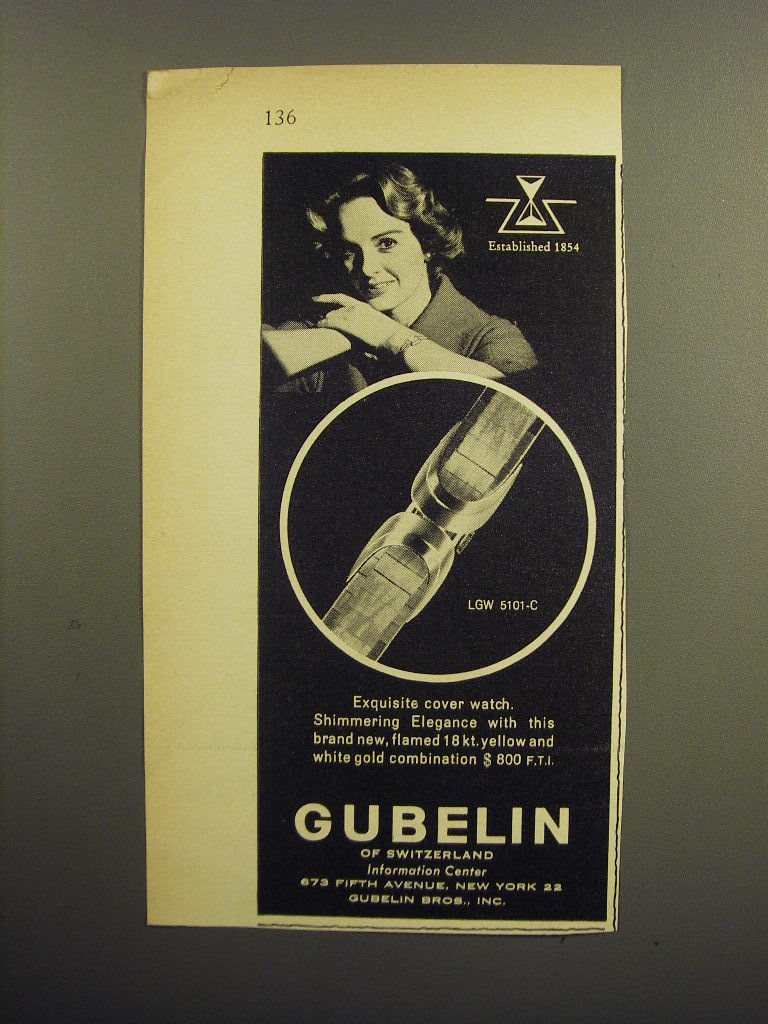 136
Established 1854
LGW 5101-C
Exquisite cover watch.
Shimmering Elegance with this
brand new, flamed 18 kt. yellow and
white gold combination $ 800 F.T.I.
GUBELIN
OF SWITZERLAND
Information Center
673 FIFTH AVENUE, NEW YORK 22
GUBELIN BROS., INC.